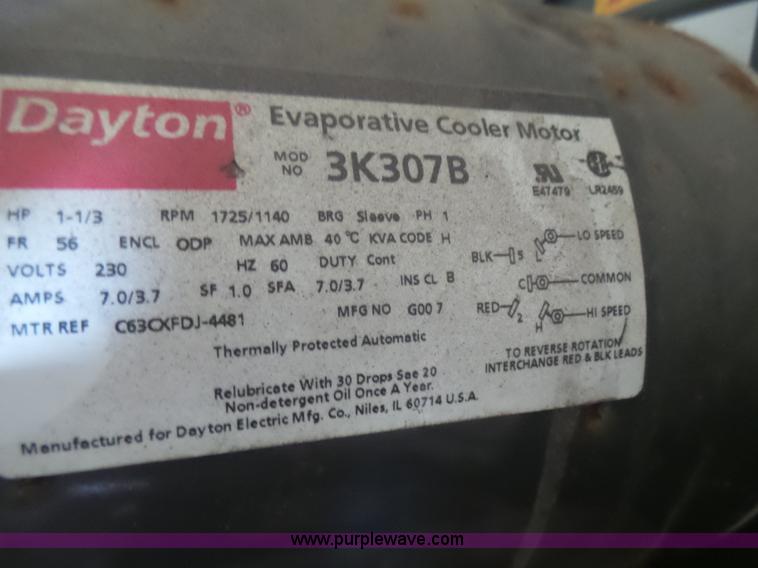 Dayton® Evaporative Cooler Motor
MOD NO 3K307B
E47479 LR2459
HP 1-1/3 RPM 1725/1140 BRG Sleeve PH 1
FR 56 ENCL ODP MAX AMB 40 °C KVA CODE H
VOLTS 230 HZ 60 DUTY Cont
AMPS 7.0/3.7 SF 1.0 SFA 7.0/3.7 INS CL B
MTR REF C63CXFDJ-4481 MFG NO G00 7
BLK 5 L LO SPEED
C COMMON
RED 2 H HI SPEED
TO REVERSE ROTATION
INTERCHANGE RED & BLK LEADS
Thermally Protected Automatic
Relubricate With 30 Drops Sae 20
Non-detergent Oil Once A Year.
Manufactured for Dayton Electric Mfg. Co., Niles, IL 60714 U.S.A.
www.purplewave.com